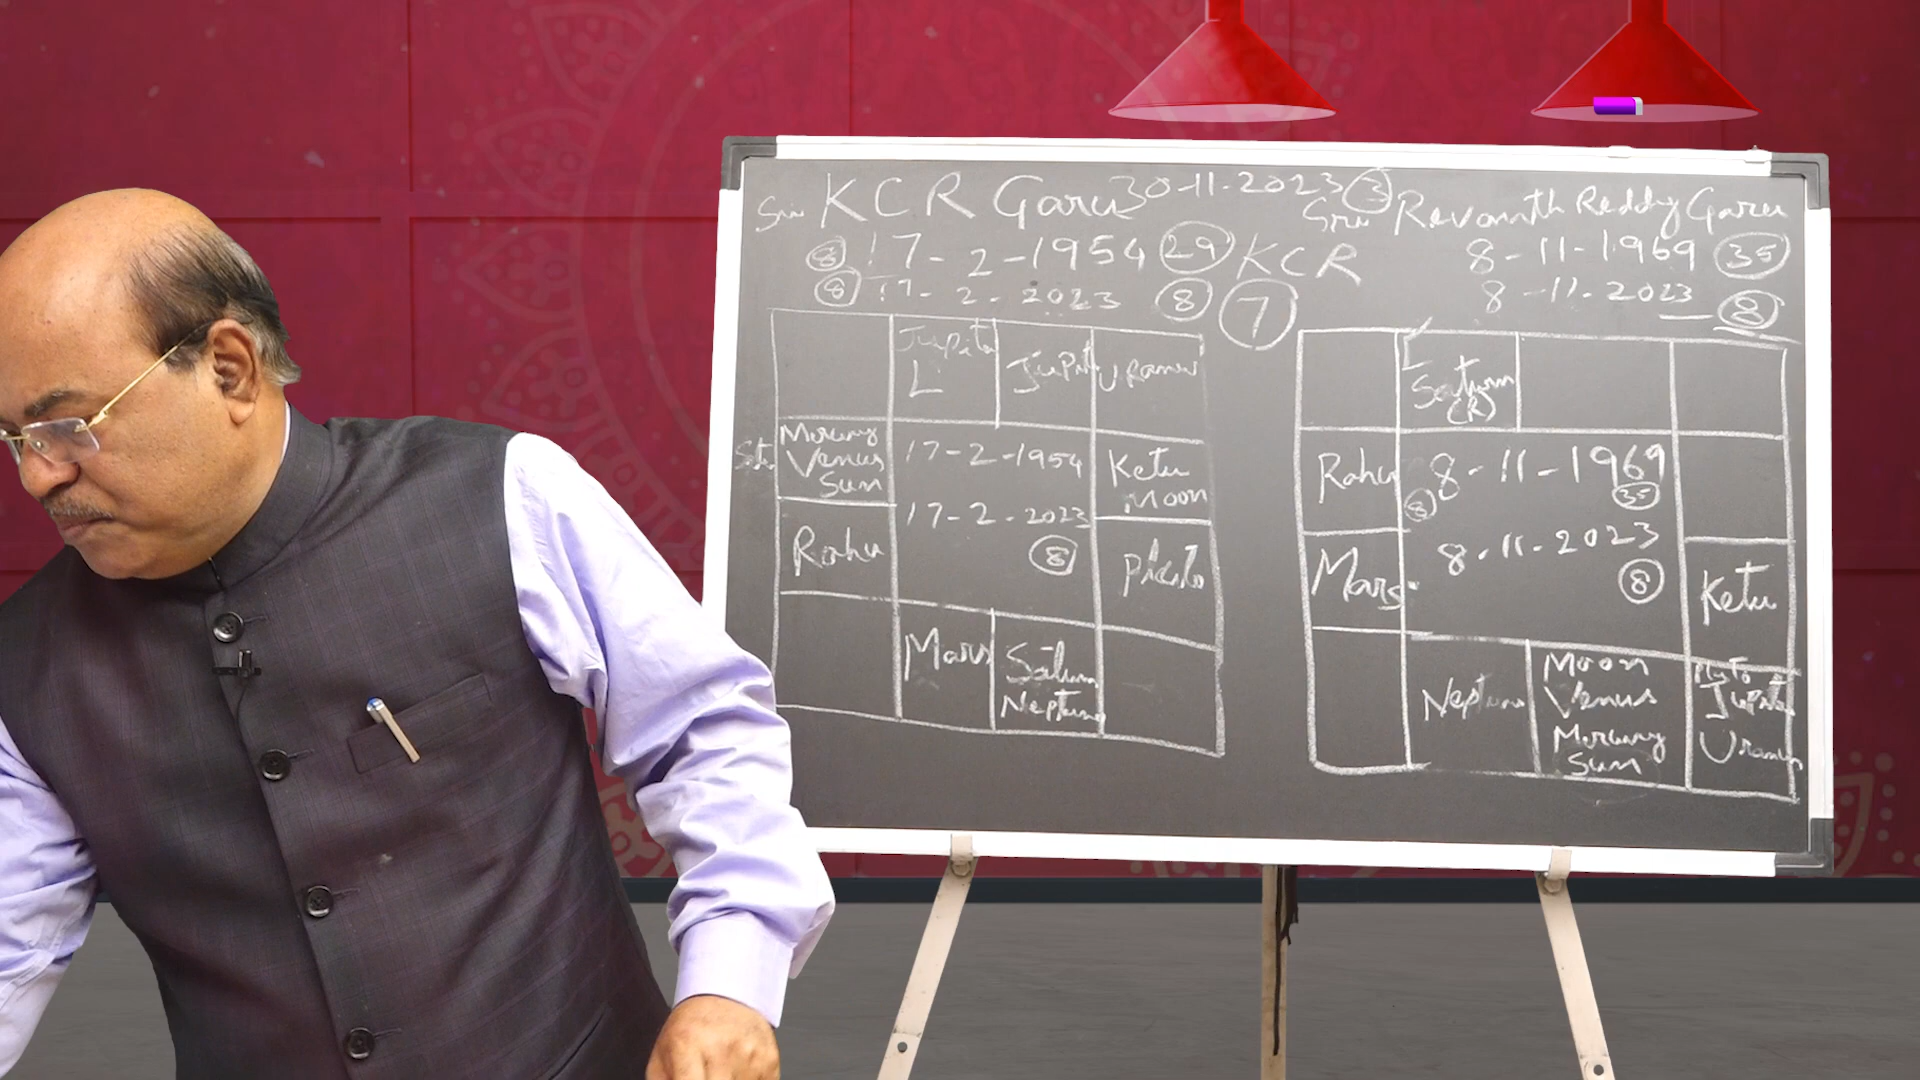 Sri KCR Garu 30-11-2023 3 Sri Revanth Reddy Garu
8 17-2-1954 29 KCR 8-11-1969 35
8 17-2-2023 8 7 8-11-2023 8
Jupita
L
Jupit
Uranus
Mercury
Venus
Sun
17-2-1954
Ketu
Moon
17-2-2023
8
Rahu
Pluto
Mars
Saturn
Neptune
L
Saturn
(R)
Rahu
8-11-1969
8
35
8-11-2023
8
Mars
Ketu
Neptune
Moon
Venus
Mercury
Sun
Pluto
Jupita
Uranus